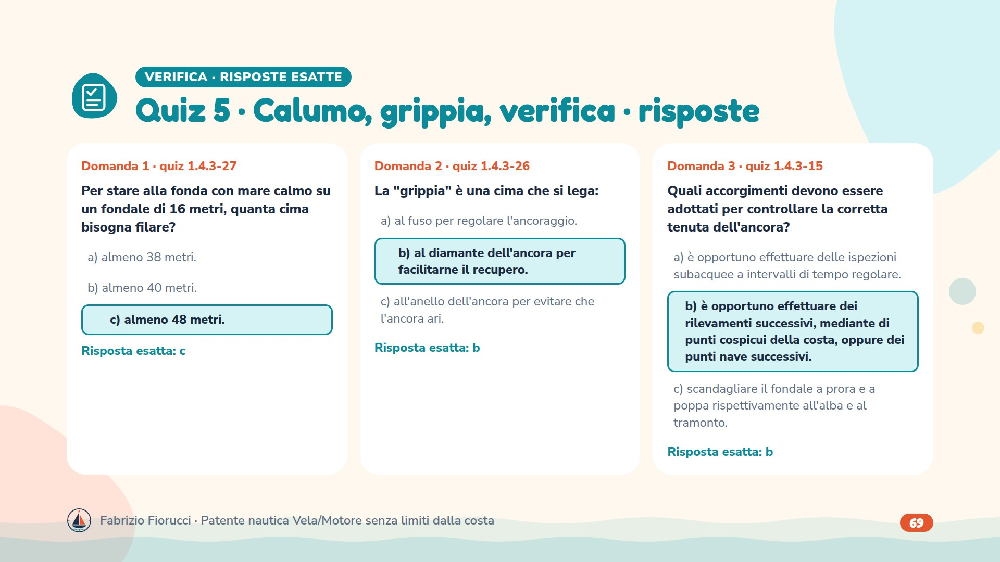 VERIFICA · RISPOSTE ESATTE
Quiz 5 · Calumo, grippia, verifica · risposte
Domanda 1 · quiz 1.4.3-27
Per stare alla fonda con mare calmo su
un fondale di 16 metri, quanta cima
bisogna filare?
a) almeno 38 metri.
b) almeno 40 metri.
c) almeno 48 metri.
Risposta esatta: c
Domanda 2 · quiz 1.4.3-26
La "grippia" è una cima che si lega:
a) al fuso per regolare l'ancoraggio.
b) al diamante dell'ancora per
facilitarne il recupero.
c) all'anello dell'ancora per evitare che
l'ancora ari.
Risposta esatta: b
Domanda 3 · quiz 1.4.3-15
Quali accorgimenti devono essere
adottati per controllare la corretta
tenuta dell'ancora?
a) è opportuno effettuare delle ispezioni
subacquee a intervalli di tempo regolare.
b) è opportuno effettuare dei
rilevamenti successivi, mediante di
punti cospicui della costa, oppure dei
punti nave successivi.
c) scandagliare il fondale a prora e a
poppa rispettivamente all'alba e al
tramonto.
Risposta esatta: b
Fabrizio Fiorucci · Patente nautica Vela/Motore senza limiti dalla costa
69